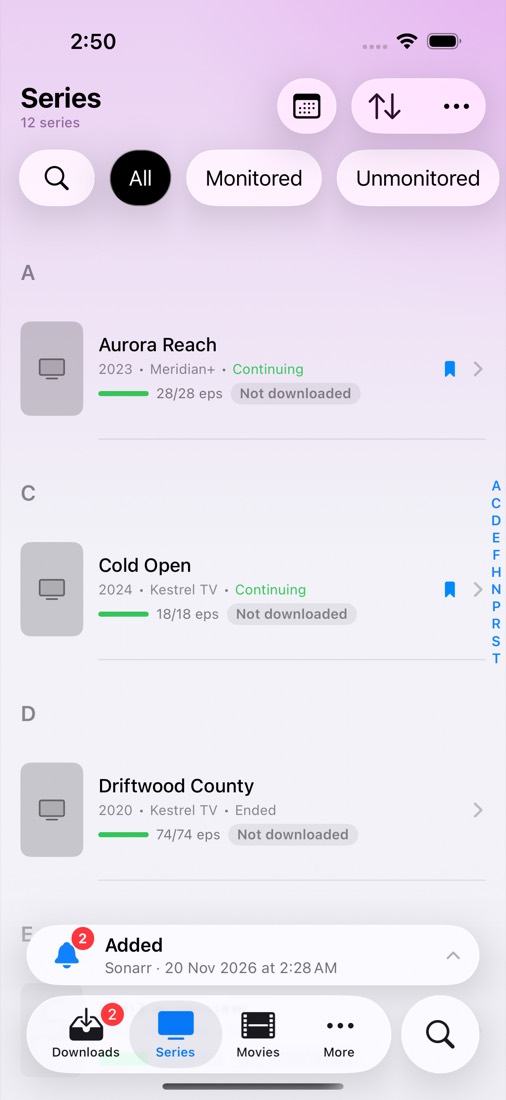 2:50
Series
12 series
All
Monitored
Unmonitored
A
Aurora Reach
2023 • Meridian+ • Continuing
28/28 eps Not downloaded
C
Cold Open
2024 • Kestrel TV • Continuing
18/18 eps Not downloaded
A
C
D
E
F
H
N
P
R
S
T
D
Driftwood County
2020 • Kestrel TV • Ended
74/74 eps Not downloaded
E
2
Added
Sonarr · 20 Nov 2026 at 2:28 AM
2
Downloads
Series
Movies
More